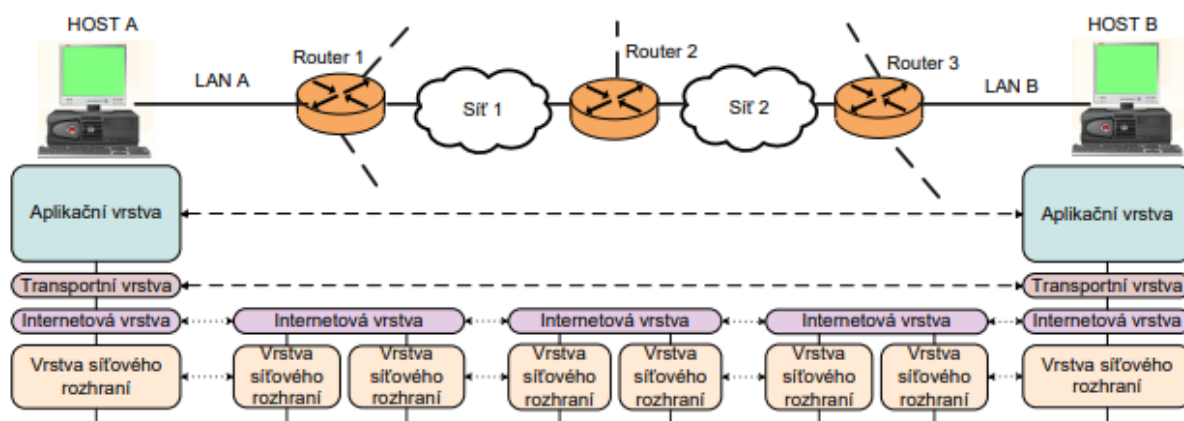 HOST A
HOST B
Router 1
Router 2
Router 3
LAN A
Síť 1
Síť 2
LAN B
Aplikační vrstva
Aplikační vrstva
Transportní vrstva
Transportní vrstva
Internetová vrstva
Internetová vrstva
Internetová vrstva
Internetová vrstva
Internetová vrstva
Vrstva síťového
rozhraní
Vrstva
síťového
rozhraní
Vrstva
síťového
rozhraní
Vrstva
síťového
rozhraní
Vrstva
síťového
rozhraní
Vrstva
síťového
rozhraní
Vrstva
síťového
rozhraní
Vrstva síťového
rozhraní